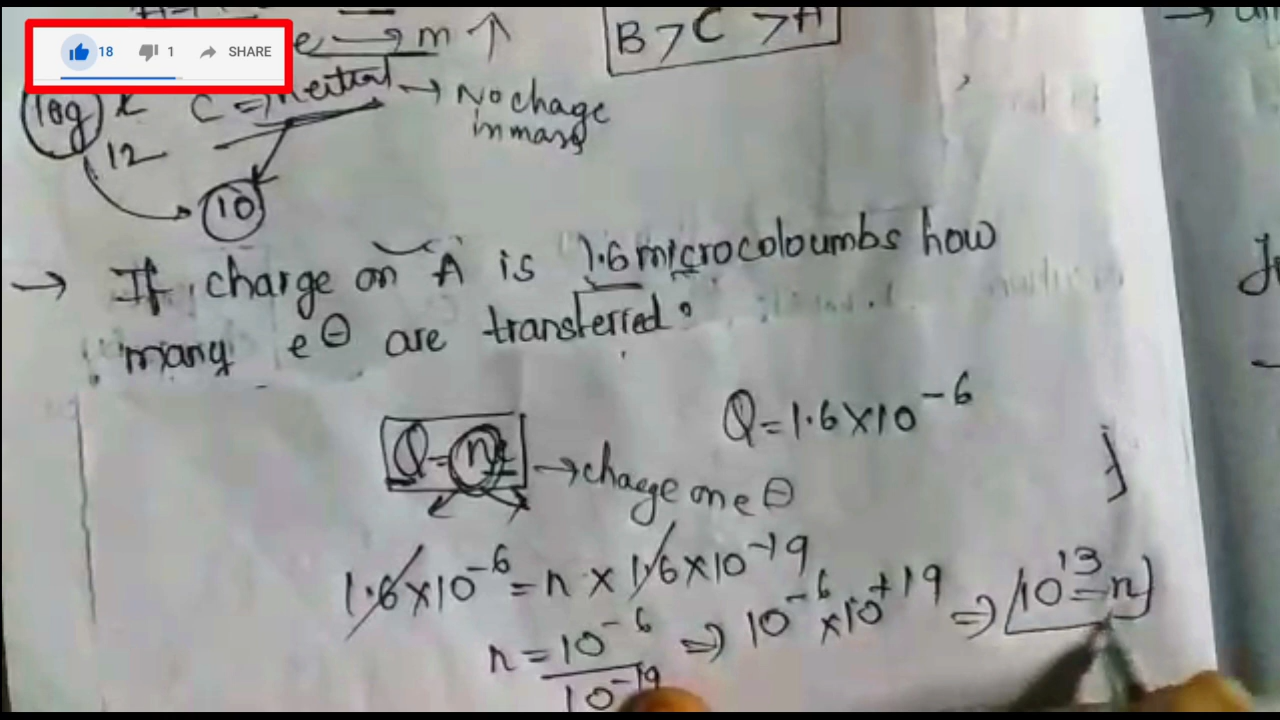 18 1 SHARE
e → m ↑
B > C > A
log x C ⇒ neutral → No chage
in mass
12
10
→ If charge on A is 1.6 microcoloumbs how
many e⊖ are transferred.
Q = 1.6 × 10⁻⁶
Q = ne → chage on e⊖
1.6 × 10⁻⁶ = n × 1.6 × 10⁻¹⁹
n = 10⁻⁶ / 10⁻¹⁹ ⇒ 10⁻⁶ × 10⁺¹⁹ ⇒ 10¹³ = n